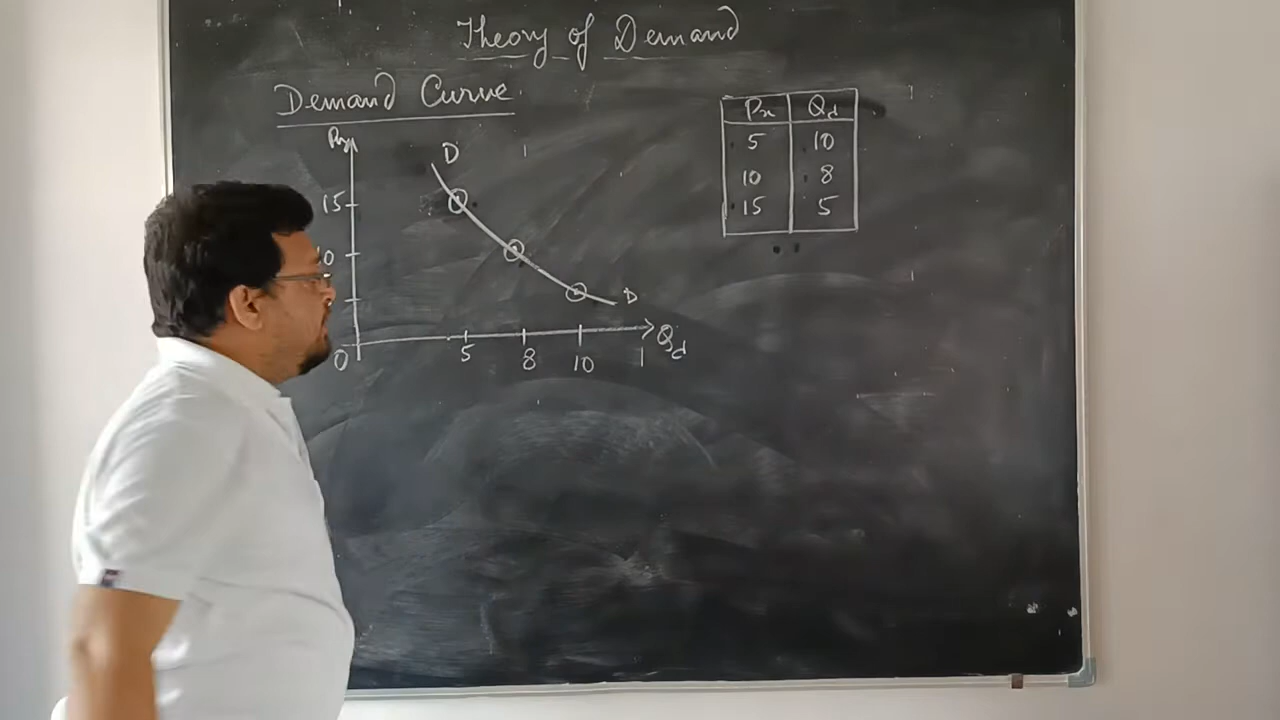 Theory of Demand
Demand Curve
Px
D
15
10
D
0
5
8
10
Qd
Px Qd
5 10
10 8
15 5